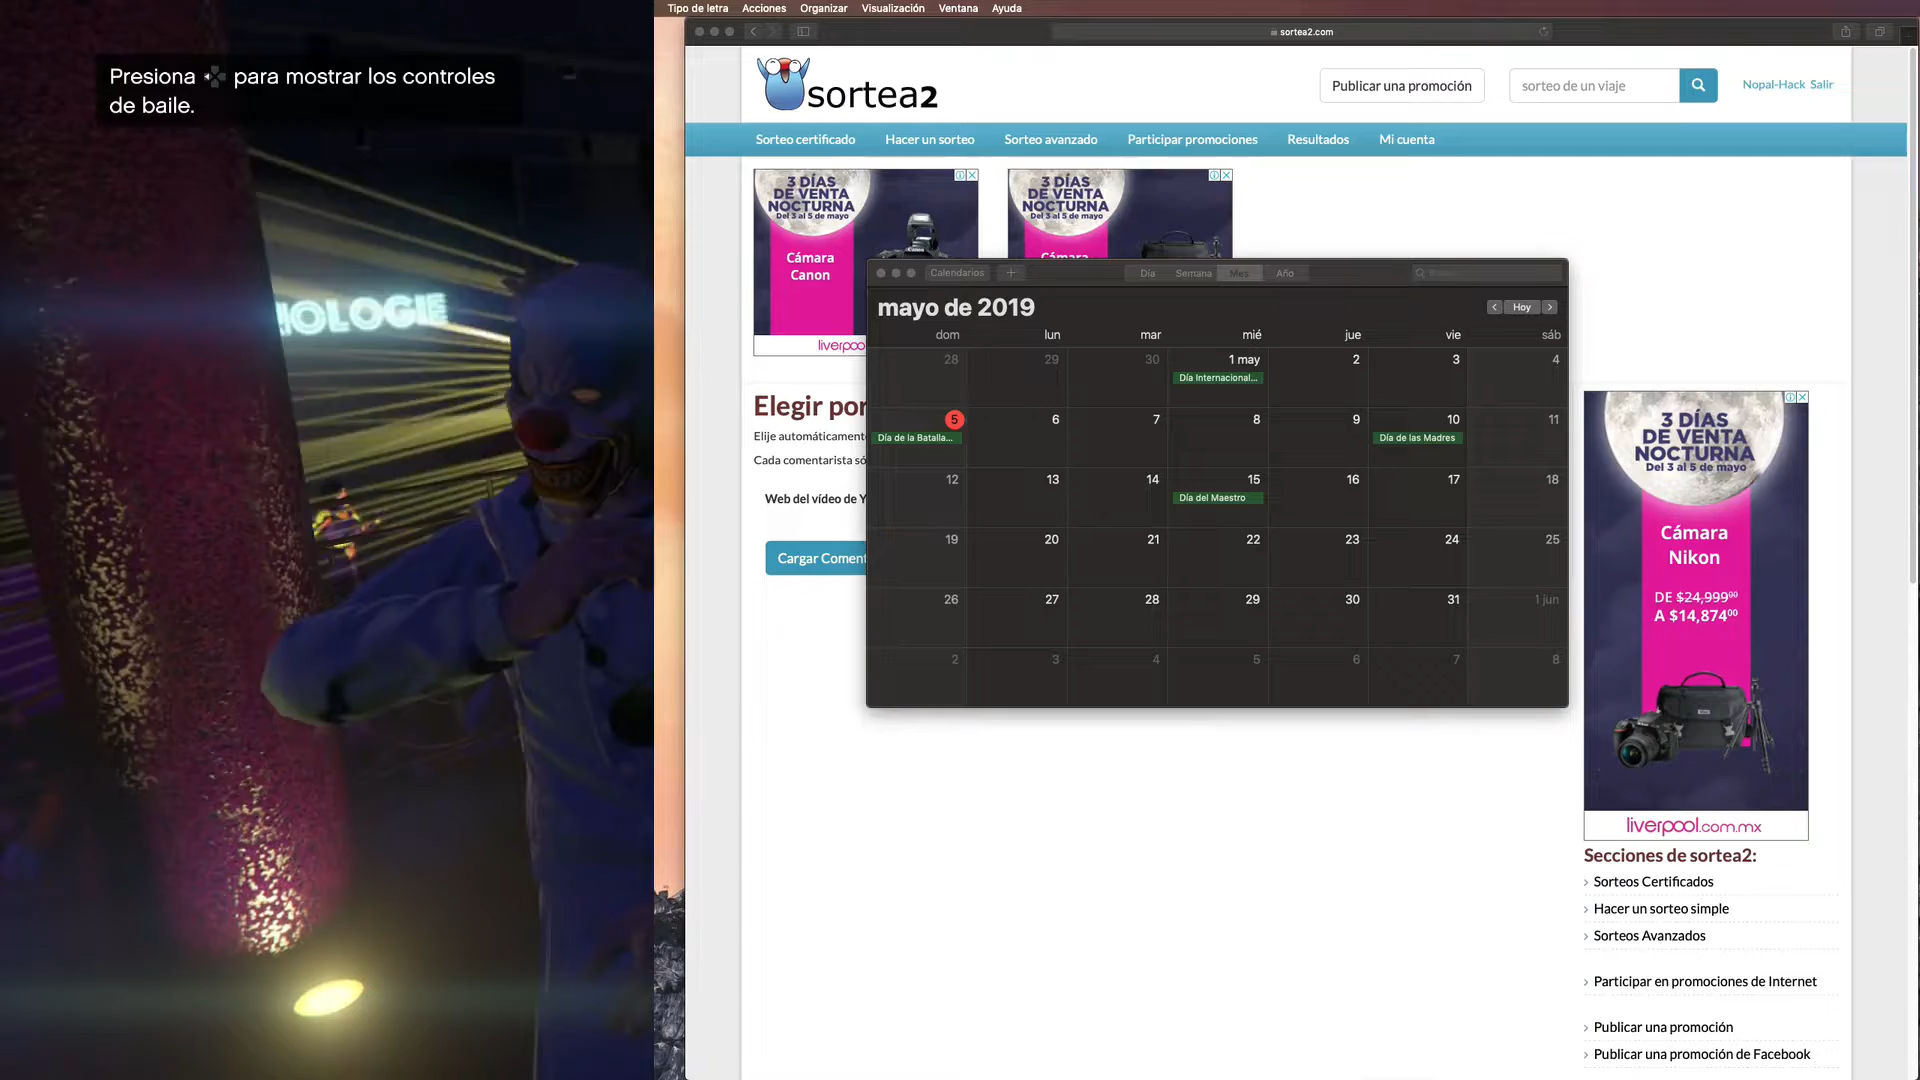 Presiona para mostrar los controles
de baile.
Tipo de letra Acciones Organizar Visualización Ventana Ayuda
sortea2.com
sortea2
Publicar una promoción
sorteo de un viaje
Nopal-Hack Salir
Sorteo certificado Hacer un sorteo Sorteo avanzado Participar promociones Resultados Mi cuenta
3 DÍAS
DE VENTA
NOCTURNA
Del 3 al 5 de mayo
Cámara
Canon
liverpoo
3 DÍAS
DE VENTA
NOCTURNA
Del 3 al 5 de mayo
Cámara
Elegir por
Elije automáticament
Cada comentarista só
Web del vídeo de Y
Cargar Coment
Calendarios + Día Semana Mes Año
mayo de 2019
Hoy
dom lun mar mié jue vie sáb
28 29 30 1 may 2 3 4
Día Internacional...
5 6 7 8 9 10 11
Día de la Batalla... Día de las Madres
12 13 14 15 16 17 18
Día del Maestro
19 20 21 22 23 24 25
26 27 28 29 30 31 1 jun
2 3 4 5 6 7 8
3 DÍAS
DE VENTA
NOCTURNA
Del 3 al 5 de mayo
Cámara
Nikon
DE $24,999.00
A $14,874.00
liverpool.com.mx
Secciones de sortea2:
Sorteos Certificados
Hacer un sorteo simple
Sorteos Avanzados
Participar en promociones de Internet
Publicar una promoción
Publicar una promoción de Facebook